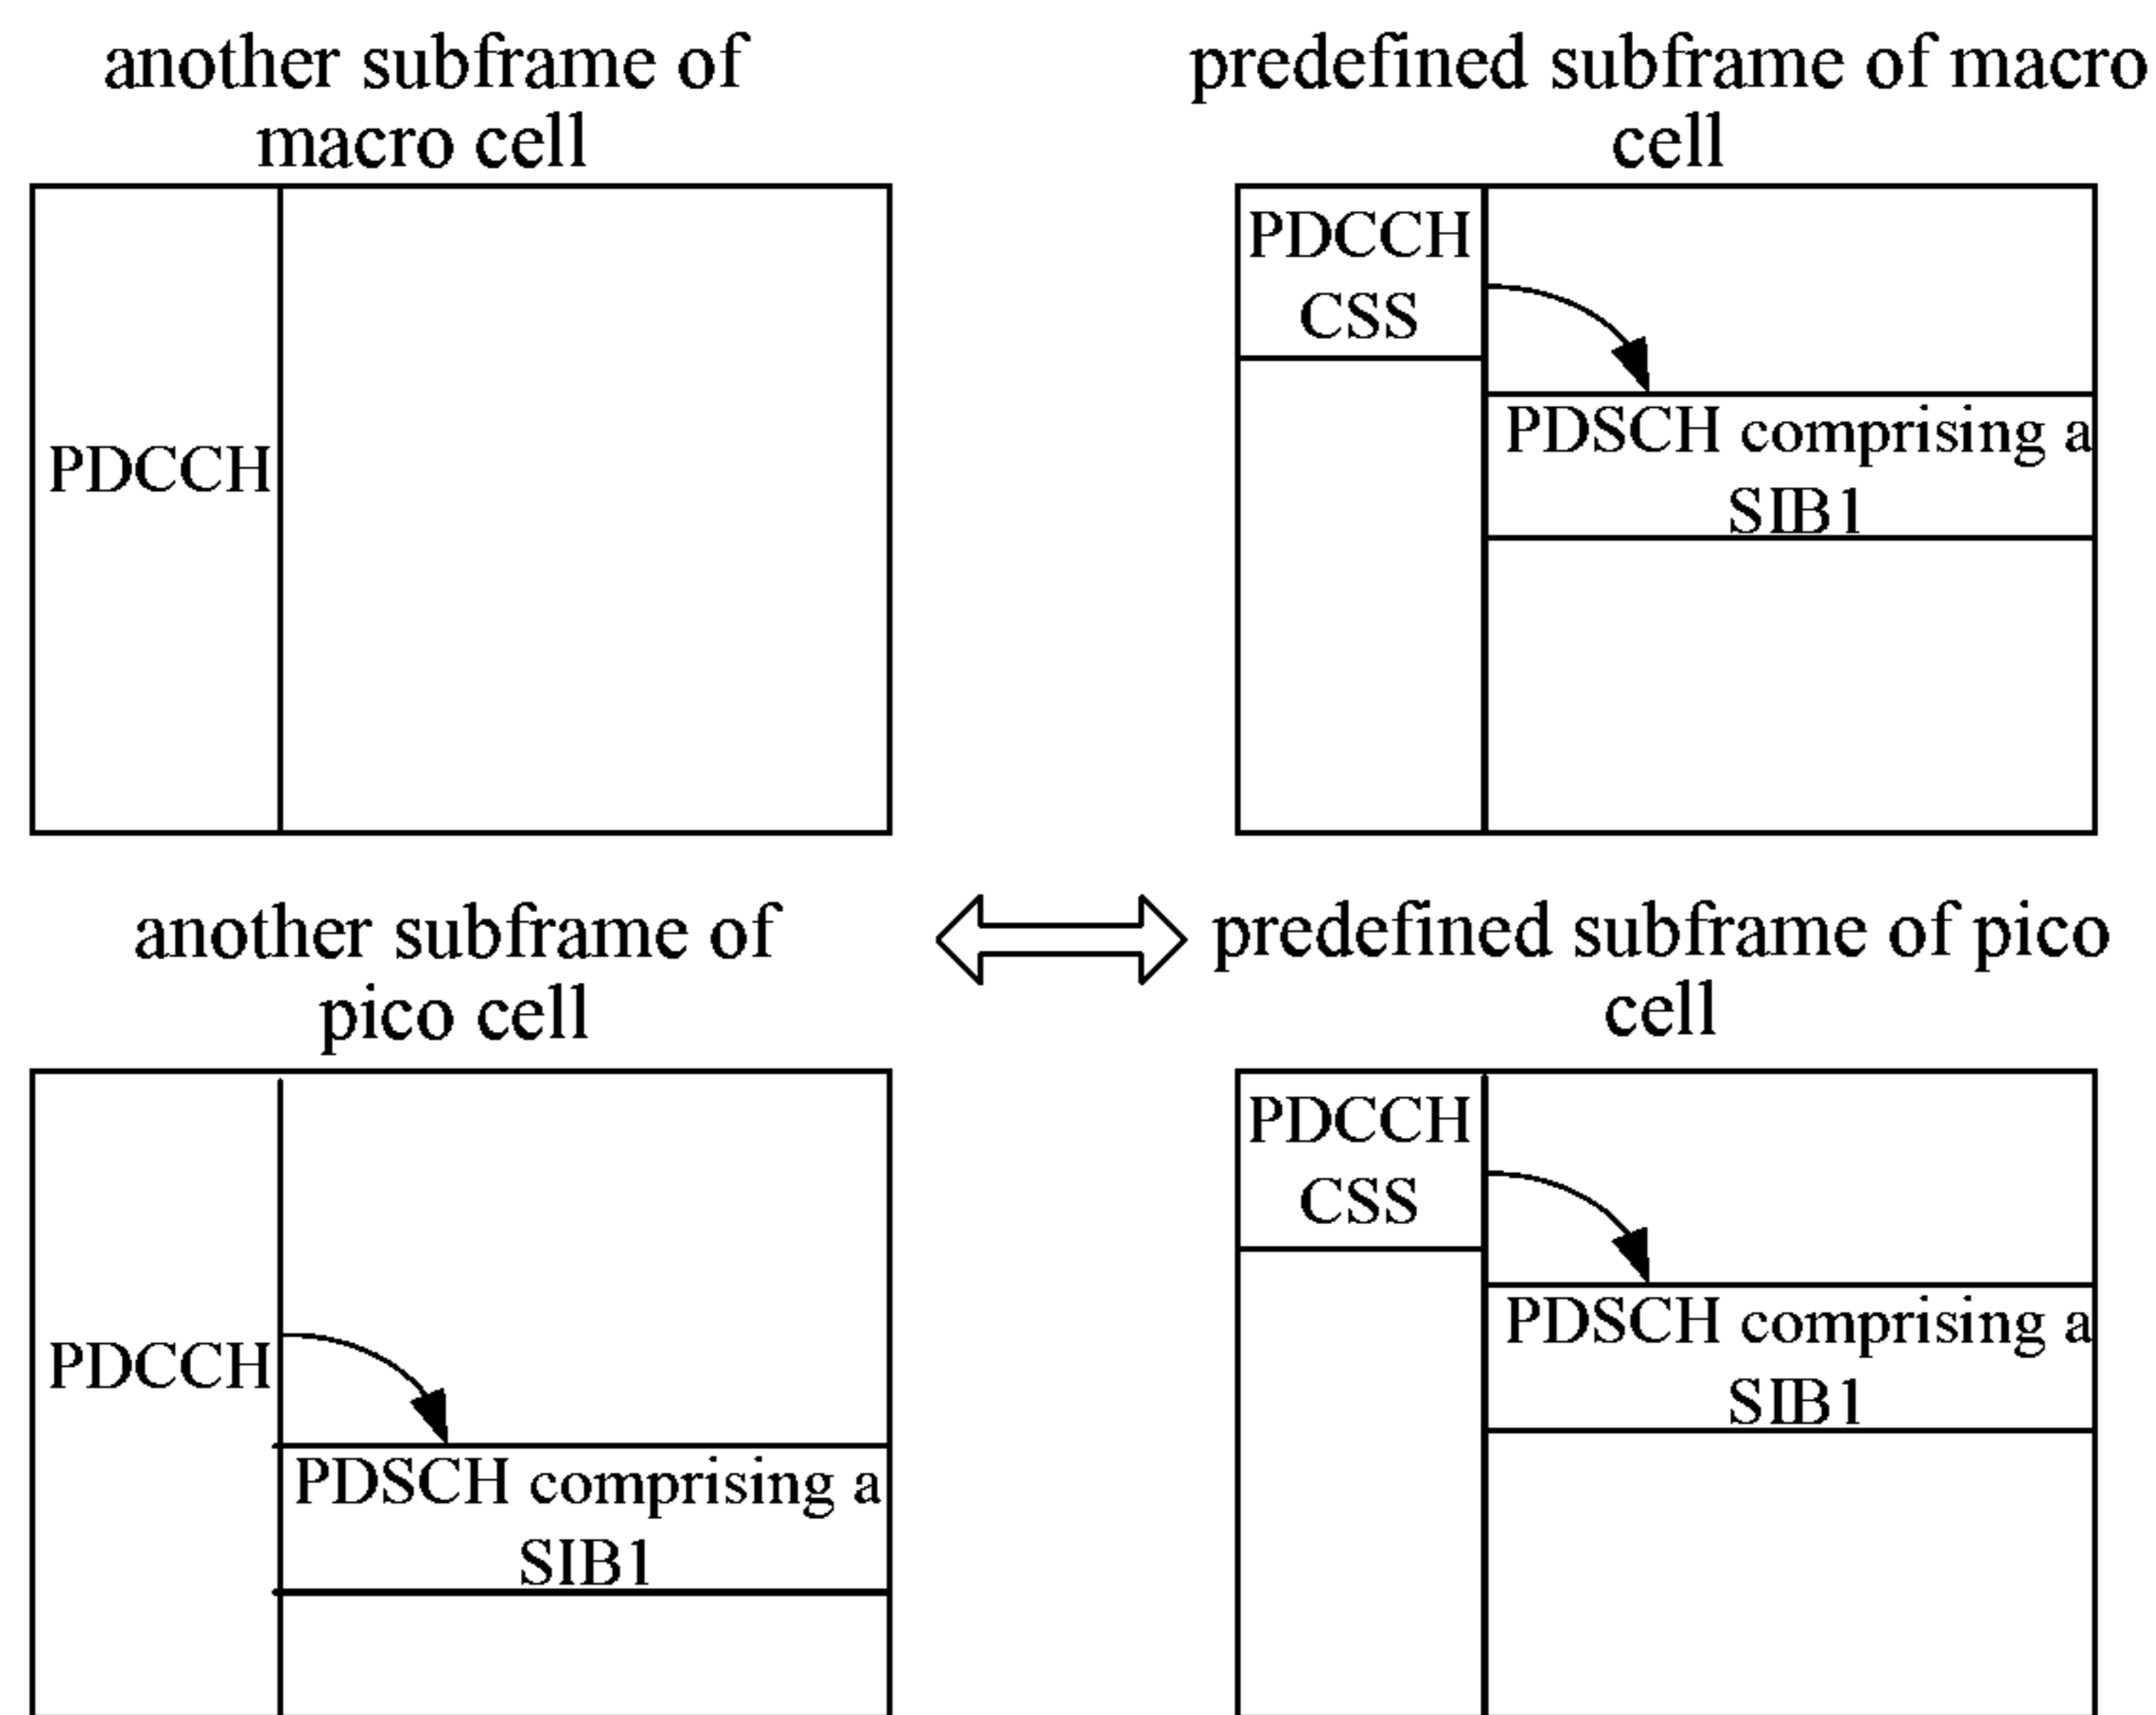 another subframe of
macro cell
predefined subframe of macro
cell
PDCCH
PDCCH
CSS
PDSCH comprising a
SIB1
another subframe of
pico cell
predefined subframe of pico
cell
PDCCH
PDSCH comprising a
SIB1
PDCCH
CSS
PDSCH comprising a
SIB1